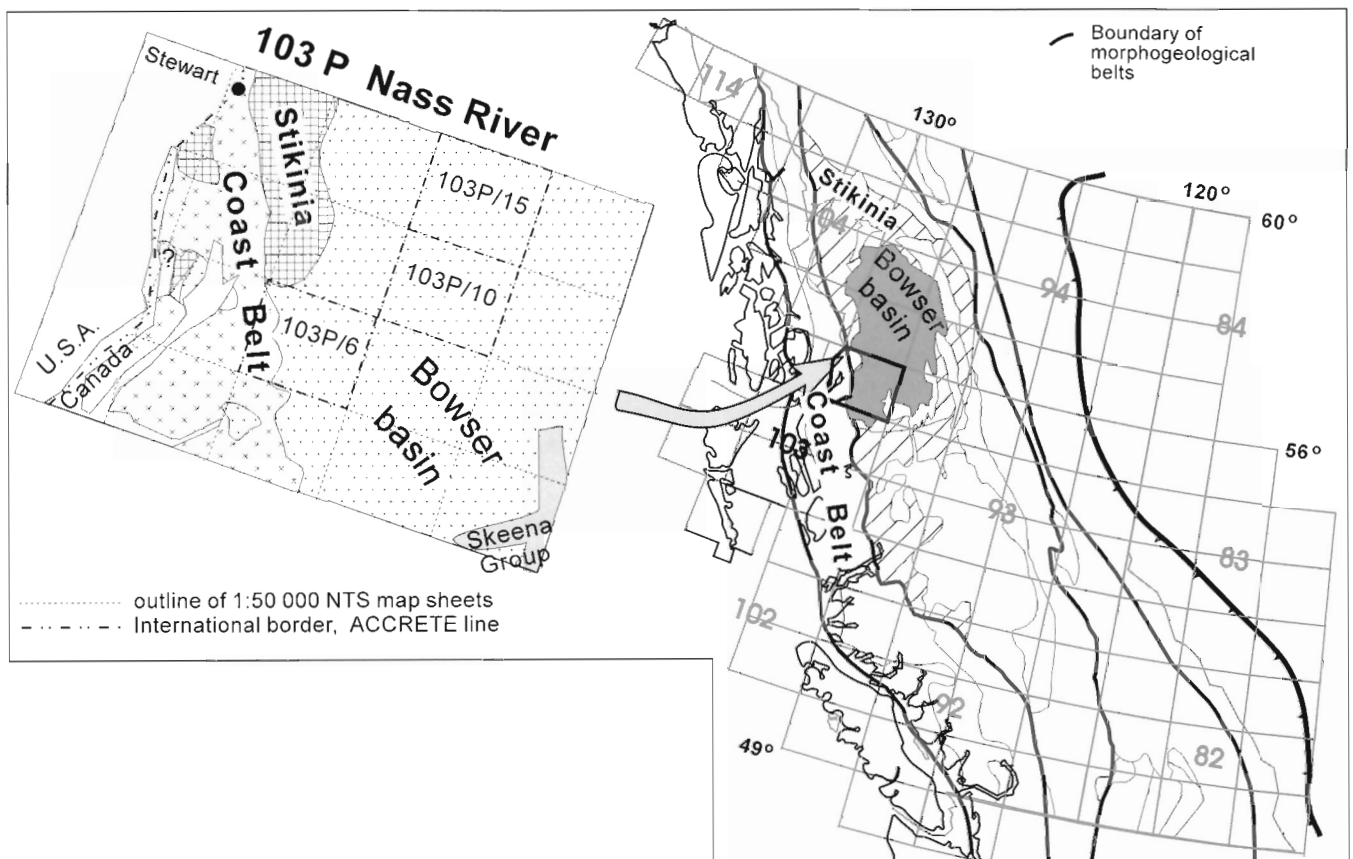 103 P Nass River
Stewart
Stikinia
Coast Belt
103P/15
103P/10
103P/6
?
U.S.A.
Canada
Bowser
basin
Skeena
Group
outline of 1:50 000 NTS map sheets
International border, ACCRETE line
Boundary of
morphogeological
belts
114
130°
120°
60°
Stikinia
104
Bowser
basin
94
84
56°
103
Coast Belt
93
83
102
92
82
49°